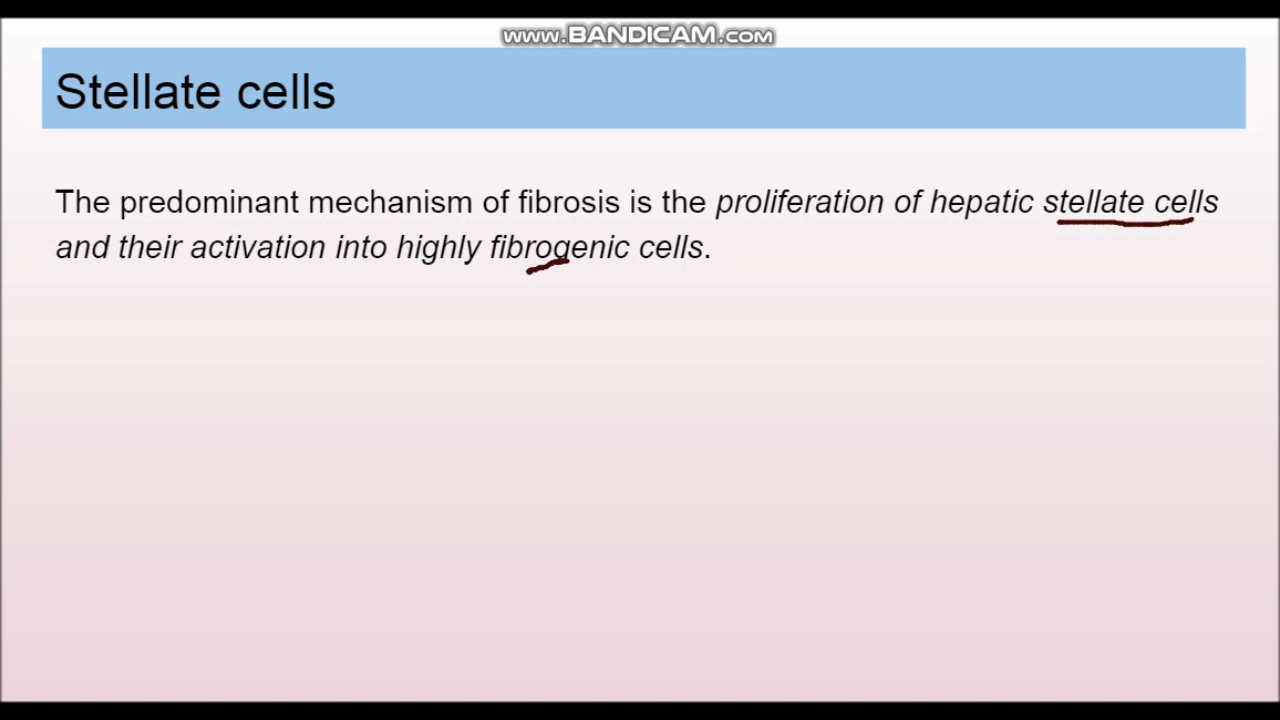 www.BANDICAM.com
Stellate cells
The predominant mechanism of fibrosis is the proliferation of hepatic stellate cells
and their activation into highly fibrogenic cells.